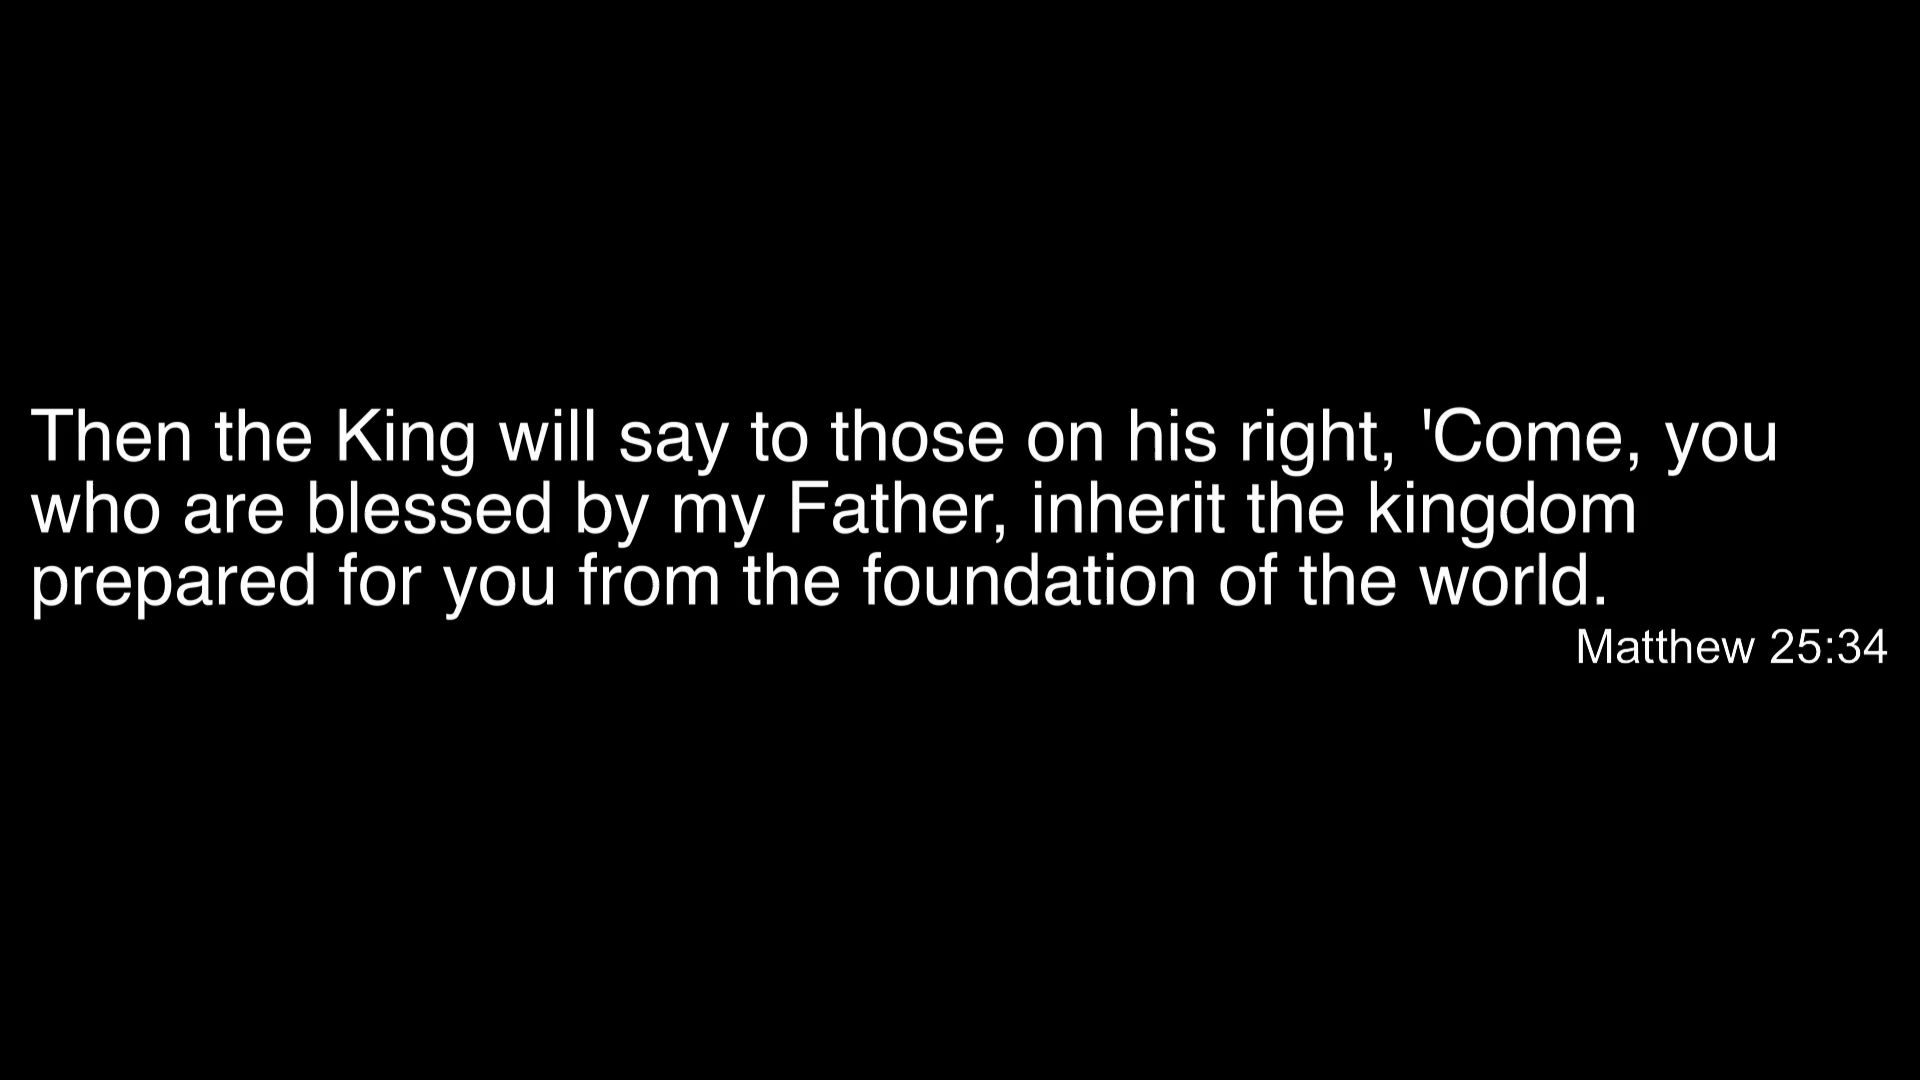 Then the King will say to those on his right, 'Come, you
who are blessed by my Father, inherit the kingdom
prepared for you from the foundation of the world.
Matthew 25:34